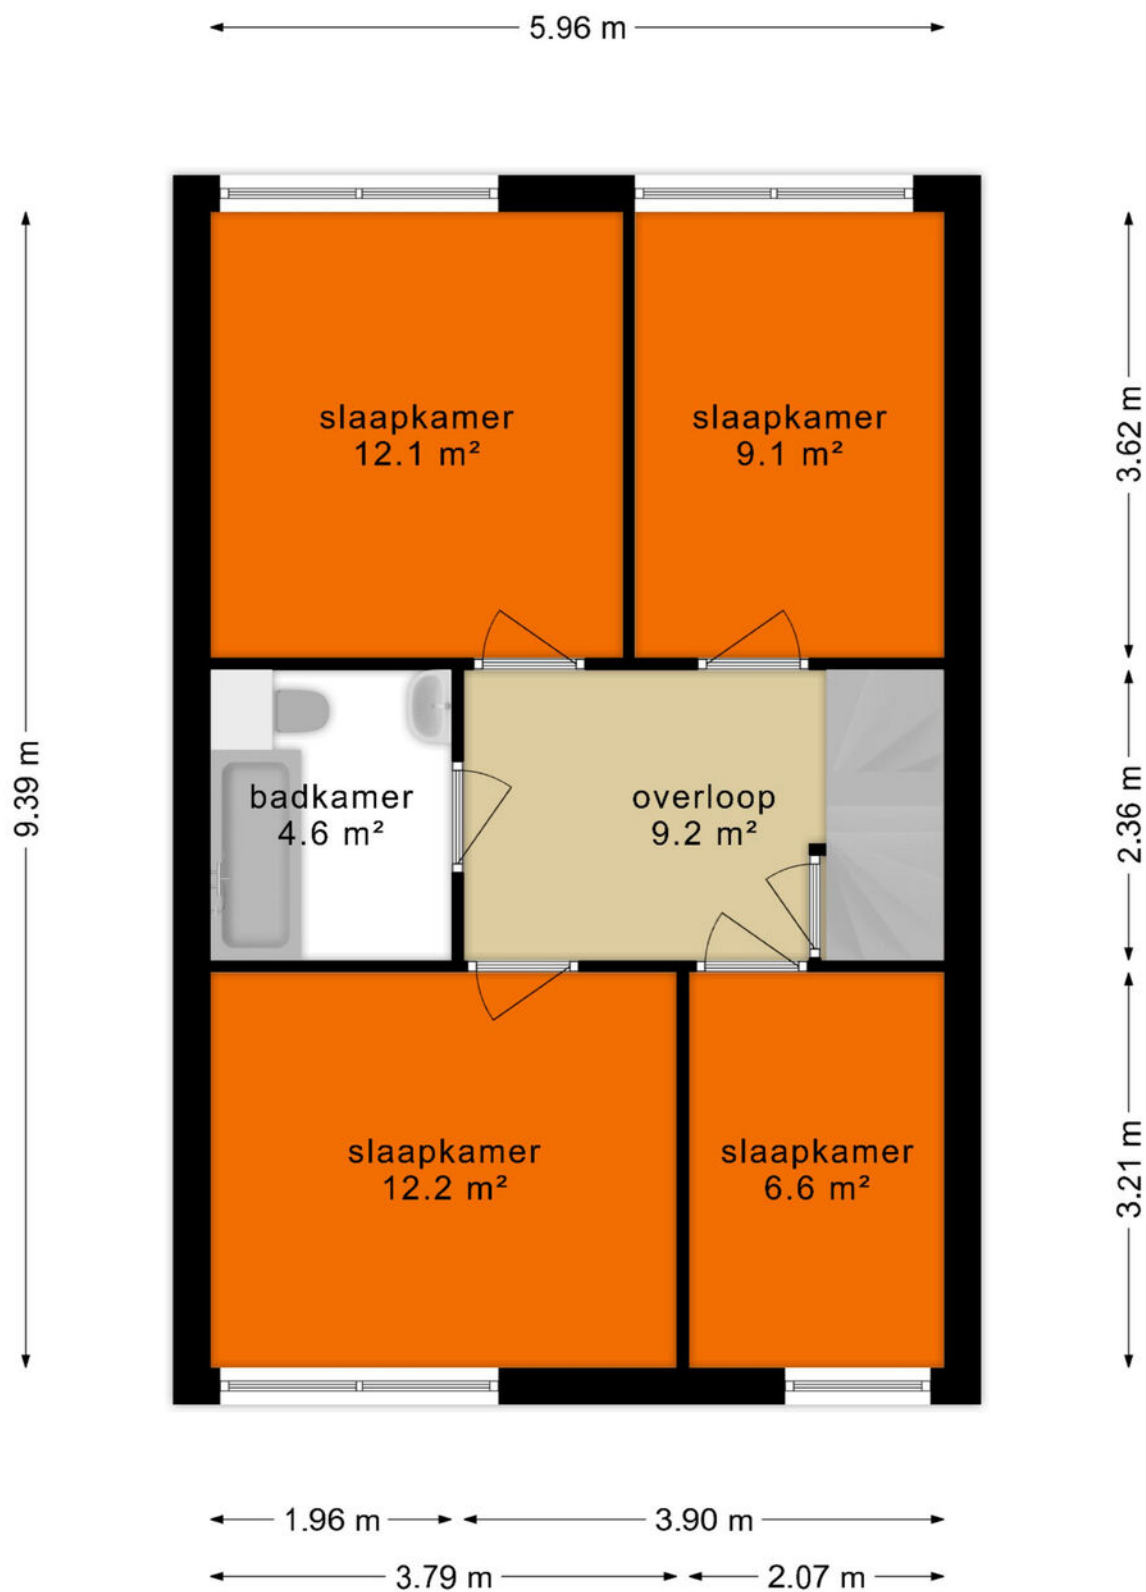 5.96 m
slaapkamer
12.1 m²
slaapkamer
9.1 m²
3.62 m
9.39 m
badkamer
4.6 m²
overloop
9.2 m²
2.36 m
slaapkamer
12.2 m²
slaapkamer
6.6 m²
3.21 m
1.96 m
3.90 m
3.79 m
2.07 m